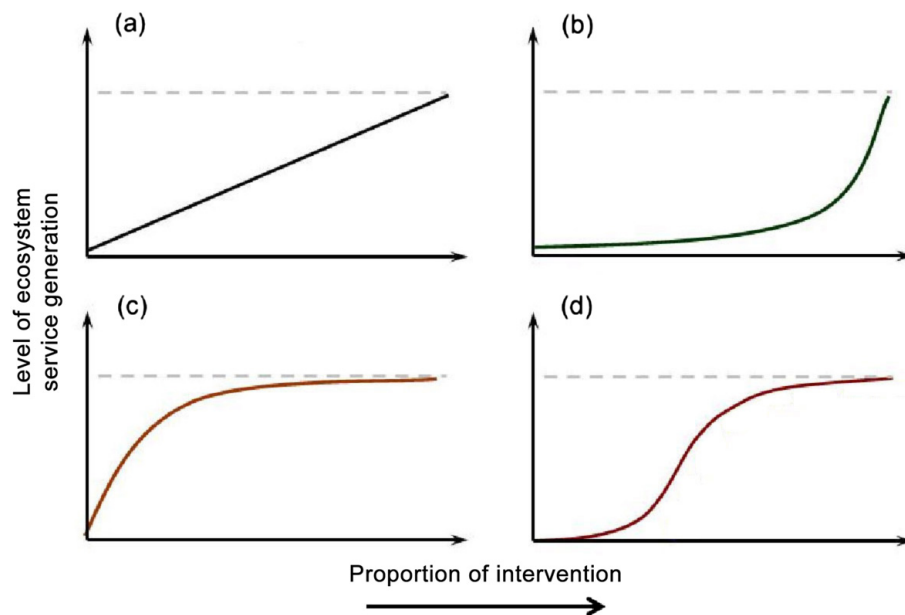 (a)
(b)
Level of ecosystem
service generation
(c)
(d)
Proportion of intervention